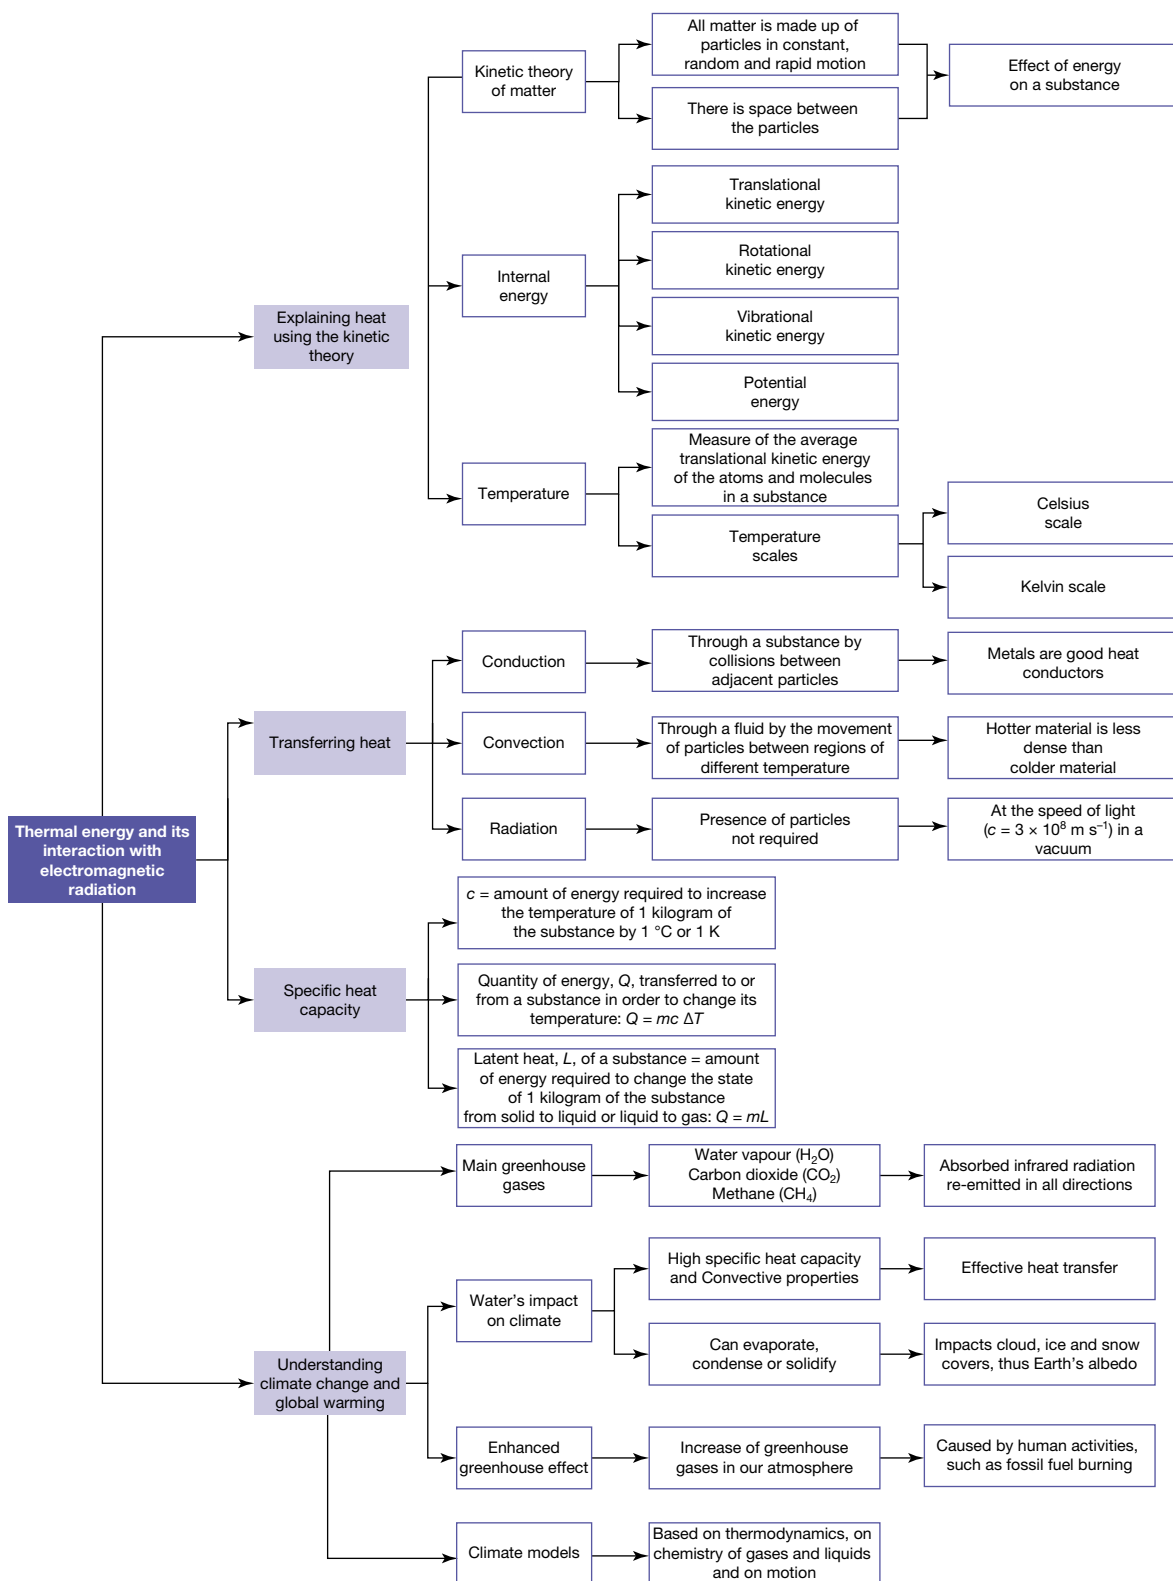 All matter is made up of
particles in constant,
random and rapid motion
Kinetic theory
of matter
Effect of energy
on a substance
There is space between
the particles
Translational
kinetic energy
Rotational
kinetic energy
Internal
energy
Explaining heat
using the kinetic
theory
Vibrational
kinetic energy
Potential
energy
Measure of the average
translational kinetic energy
of the atoms and molecules
in a substance
Temperature
Celsius
scale
Temperature
scales
Kelvin scale
Conduction
Through a substance by
collisions between
adjacent particles
Metals are good heat
conductors
Transferring heat
Convection
Through a fluid by the movement
of particles between regions of
different temperature
Hotter material is less
dense than
colder material
Radiation
Presence of particles
not required
At the speed of light
(c = 3 × 10⁸ m s⁻¹) in a
vacuum
Thermal energy and its
interaction with
electromagnetic
radiation
c = amount of energy required to increase
the temperature of 1 kilogram of
the substance by 1 °C or 1 K
Specific heat
capacity
Quantity of energy, Q, transferred to or
from a substance in order to change its
temperature: Q = mc ΔT
Latent heat, L, of a substance = amount
of energy required to change the state
of 1 kilogram of the substance
from solid to liquid or liquid to gas: Q = mL
Main greenhouse
gases
Water vapour (H₂O)
Carbon dioxide (CO₂)
Methane (CH₄)
Absorbed infrared radiation
re-emitted in all directions
High specific heat capacity
and Convective properties
Effective heat transfer
Water's impact
on climate
Can evaporate,
condense or solidify
Impacts cloud, ice and snow
covers, thus Earth's albedo
Understanding
climate change and
global warming
Enhanced
greenhouse effect
Increase of greenhouse
gases in our atmosphere
Caused by human activities,
such as fossil fuel burning
Climate models
Based on thermodynamics, on
chemistry of gases and liquids
and on motion